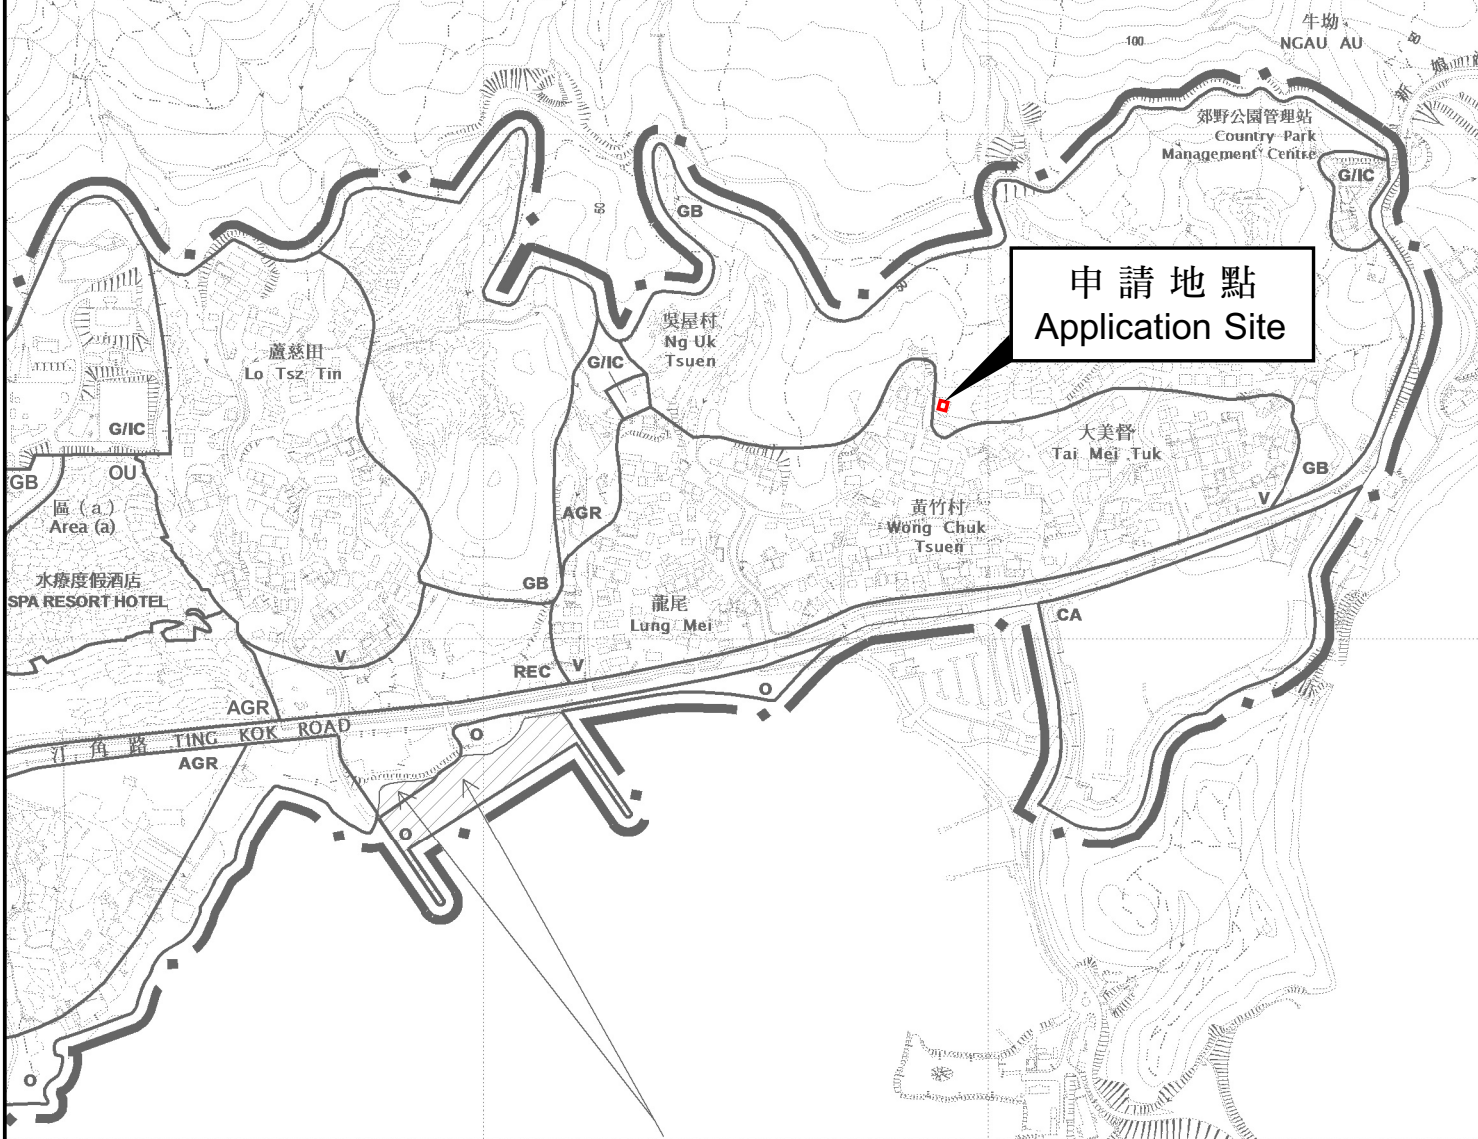 牛坳
NGAU AU
100
50
新娘
郊野公園管理站
Country Park
Management Centre
G/IC
GB
50
申請地點
Application Site
50
吳屋村
Ng Uk
Tsuen
G/IC
蘆慈田
Lo Tsz Tin
G/IC
OU
GB
區 (a)
Area (a)
大美督
Tai Mei Tuk
GB
V
黃竹村
Wong Chuk
Tsuen
AGR
水療度假酒店
SPA RESORT HOTEL
GB
龍尾
Lung Mei
CA
V
REC
V
O
AGR
汀角路 TING KOK ROAD
AGR
O
O
O